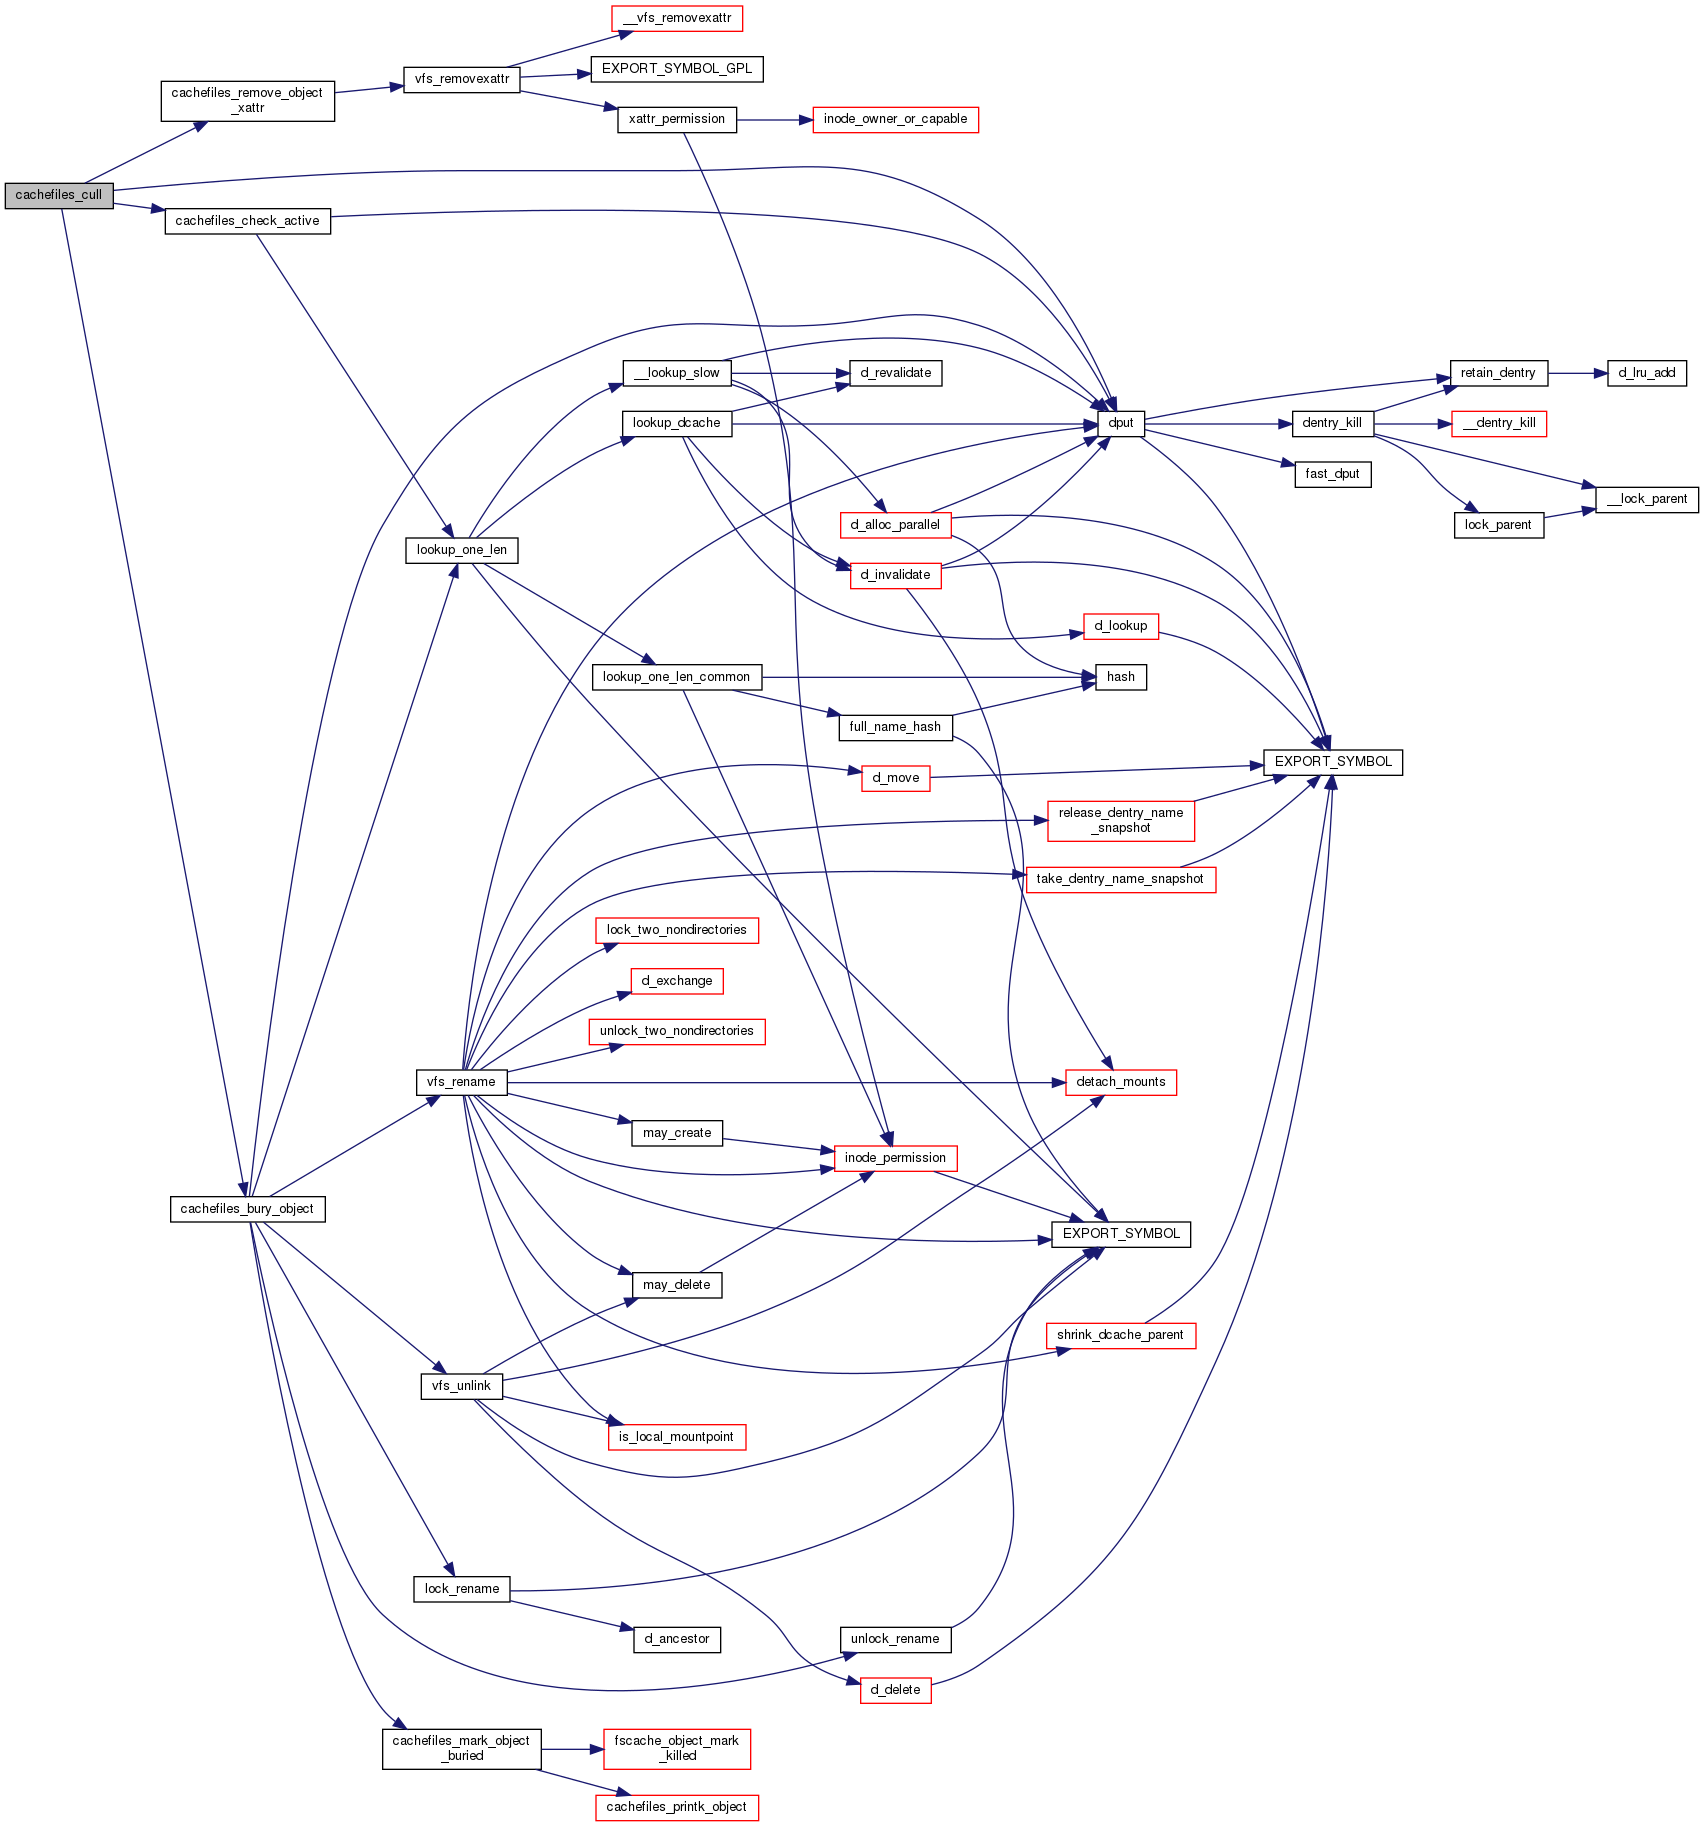 __vfs_removexattr
vfs_removexattr
EXPORT_SYMBOL_GPL
cachefiles_remove_object
_xattr
xattr_permission
inode_owner_or_capable
cachefiles_cull
cachefiles_check_active
__lookup_slow
d_revalidate
retain_dentry
d_lru_add
lookup_dcache
dput
dentry_kill
__dentry_kill
fast_dput
__lock_parent
lock_parent
d_alloc_parallel
lookup_one_len
d_invalidate
d_lookup
lookup_one_len_common
hash
full_name_hash
EXPORT_SYMBOL
d_move
release_dentry_name
_snapshot
take_dentry_name_snapshot
lock_two_nondirectories
d_exchange
unlock_two_nondirectories
vfs_rename
detach_mounts
may_create
inode_permission
cachefiles_bury_object
EXPORT_SYMBOL
may_delete
shrink_dcache_parent
vfs_unlink
is_local_mountpoint
lock_rename
d_ancestor
unlock_rename
d_delete
cachefiles_mark_object
_buried
fscache_object_mark
_killed
cachefiles_printk_object